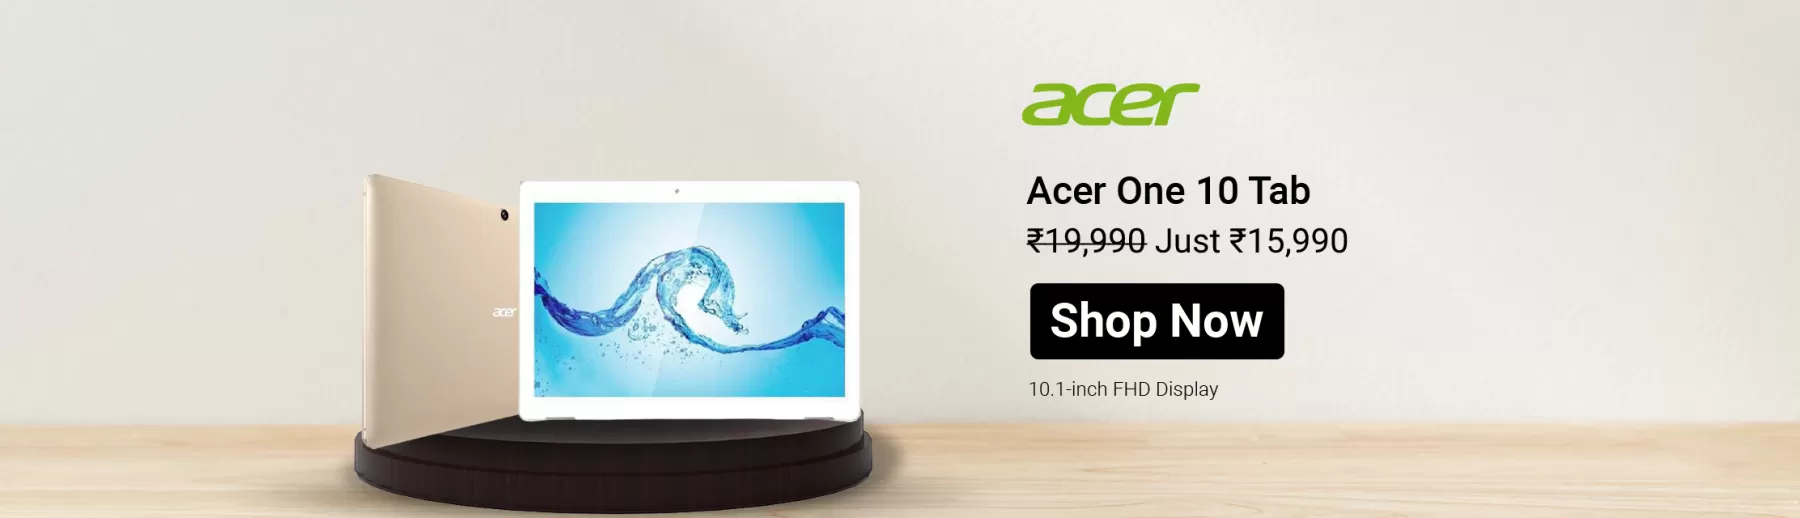 acer
Acer One 10 Tab
₹19,990 Just ₹15,990
Shop Now
10.1-inch FHD Display
acer